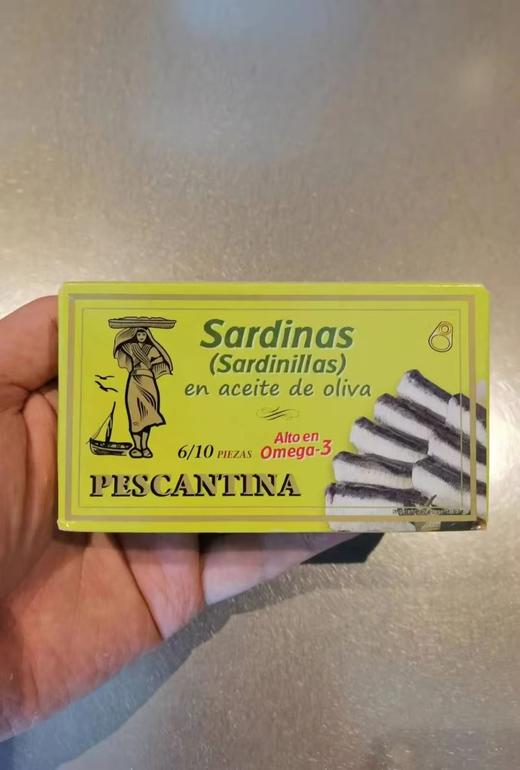 Sardinas
(Sardinillas)
en aceite de oliva
6/10 PIEZAS
Alto en
Omega-3
PESCANTINA